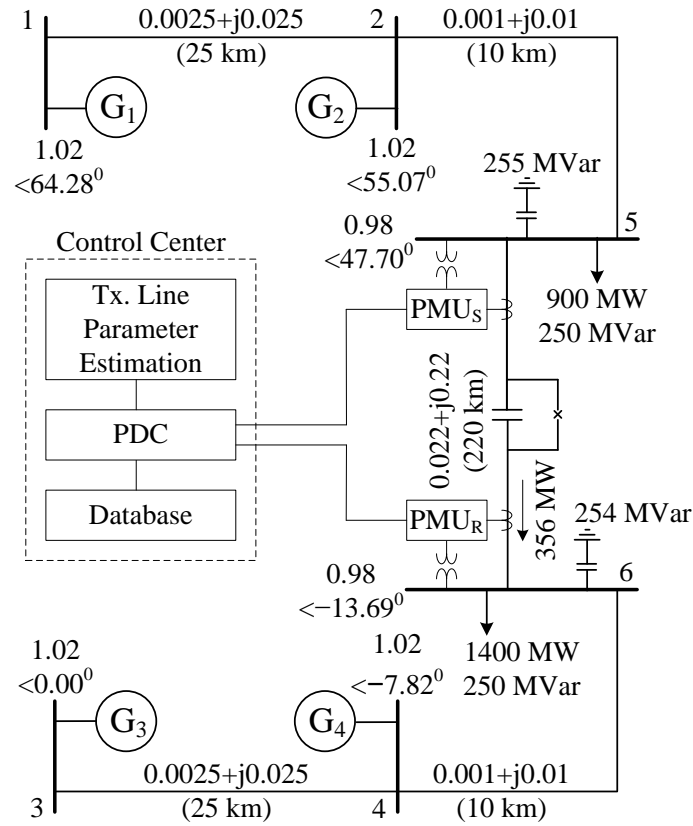 1
0.0025+j0.025
(25 km)
2
0.001+j0.01
(10 km)
G1
G2
1.02
<64.28⁰
1.02
<55.07⁰
255 MVar
5
0.98
<47.70⁰
900 MW
250 MVar
Control Center
Tx. Line
Parameter
Estimation
PDC
Database
PMUS
PMUR
0.022+j0.22
(220 km)
356 MW
254 MVar
6
0.98
<−13.69⁰
1400 MW
250 MVar
1.02
<0.00⁰
1.02
<−7.82⁰
G3
G4
3
0.0025+j0.025
(25 km)
4
0.001+j0.01
(10 km)